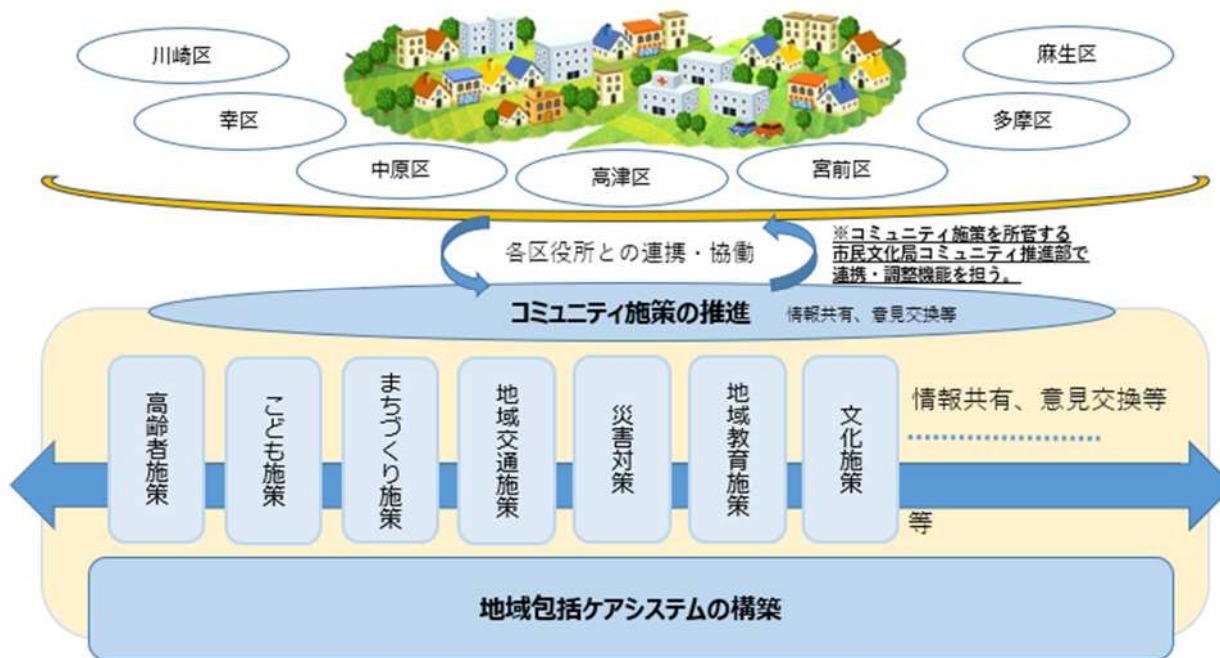 川崎区
麻生区
幸区
多摩区
中原区
高津区
宮前区
各区役所との連携・協働
※コミュニティ施策を所管する
市民文化局コミュニティ推進部で
連携・調整機能を担う。
コミュニティ施策の推進 情報共有、意見交換等
高齢者施策
こども施策
まちづくり施策
地域交通施策
災害対策
地域教育施策
文化施策
情報共有、意見交換等
等
地域包括ケアシステムの構築